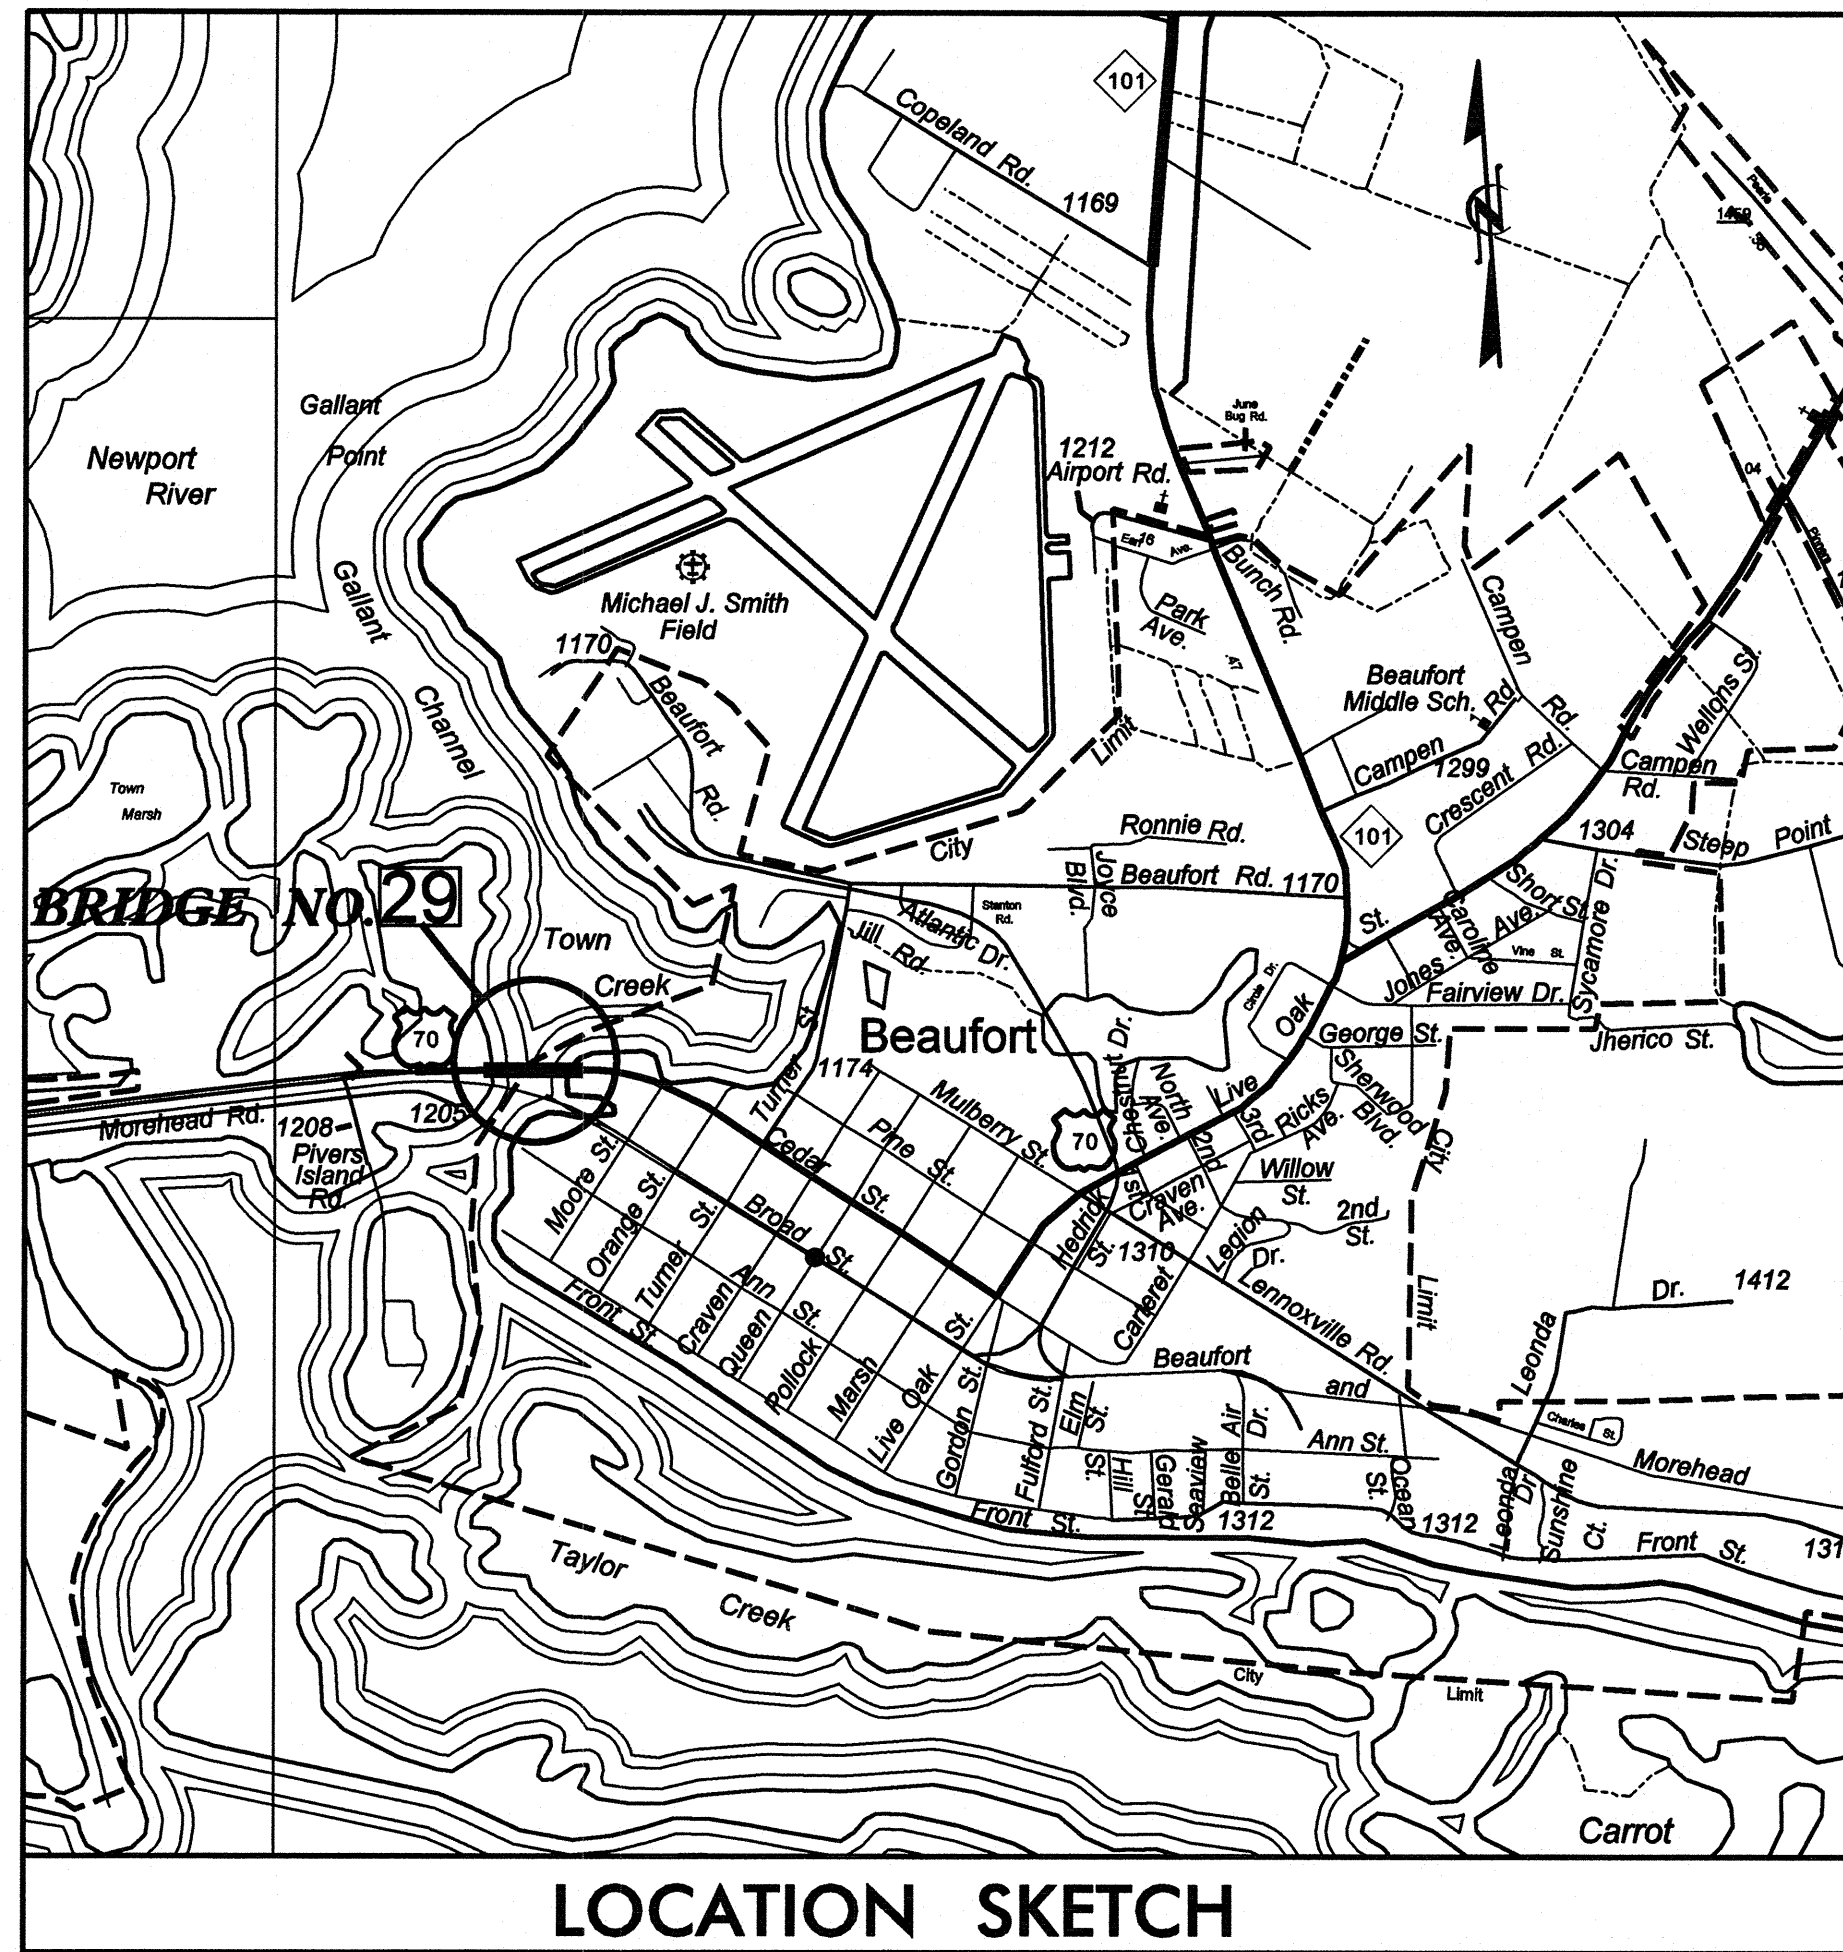 101
Copeland Rd.
1169
N
Gallant
Point
Newport
River
June
Bug Rd.
1212
Airport Rd.
04
16
Ave.
Bunch Rd.
Park
Ave.
.47
Campen
Rd.
Michael J. Smith
Field
1170
Beaufort
Rd.
Gallant
Channel
Beaufort
Middle Sch.
Campen Rd.
1299
Crescent Rd.
Wellons St.
Campen
Rd.
Limit
City
Town
Marsh
Ronnie Rd.
101
1304
Steep Point
Joyce
Blvd.
Beaufort Rd. 1170
BRIDGE NO. 29
Stanton
Rd.
Atlantic Dr.
Jill Rd.
Short St.
Caroline
Ave.
Ave.
St.
Vine St.
Sycamore Dr.
Jones
Fairview Dr.
Town
Creek
Circle Dr.
Oak
George St.
Jherico St.
70
Beaufort
Turner St.
1174
Chestnut Dr.
North
Ave.
Live
Sherwood
Blvd.
Ricks
Ave.
3rd
2nd
Morehead Rd.
1205
1208
Pivers
Island
Rd.
Mulberry St.
Pine St.
Cedar St.
70
1st
Craven
Ave.
Willow
St.
2nd
St.
City
Limit
Moore St.
Orange St.
Turner St.
Broad St.
Hedrick
St.
1310
Legion
Dr.
Carteret
Lennoxville Rd.
Dr. 1412
Leonda
Front St.
Craven
Ann St.
Queen
Pollock
Marsh
Live Oak St.
Gordon St.
Fulford St.
Elm
St.
Beaufort
and
Morehead
Belle Air
Dr.
St.
Ann St.
Charles St.
Hill
St.
Gerald
St.
Seaview
Ocean
St.
Leonda
Dr.
Sunshine
Ct.
Front St.
1312
1312
Front St.
131
Taylor
Creek
City
Limit
Carrot
LOCATION SKETCH